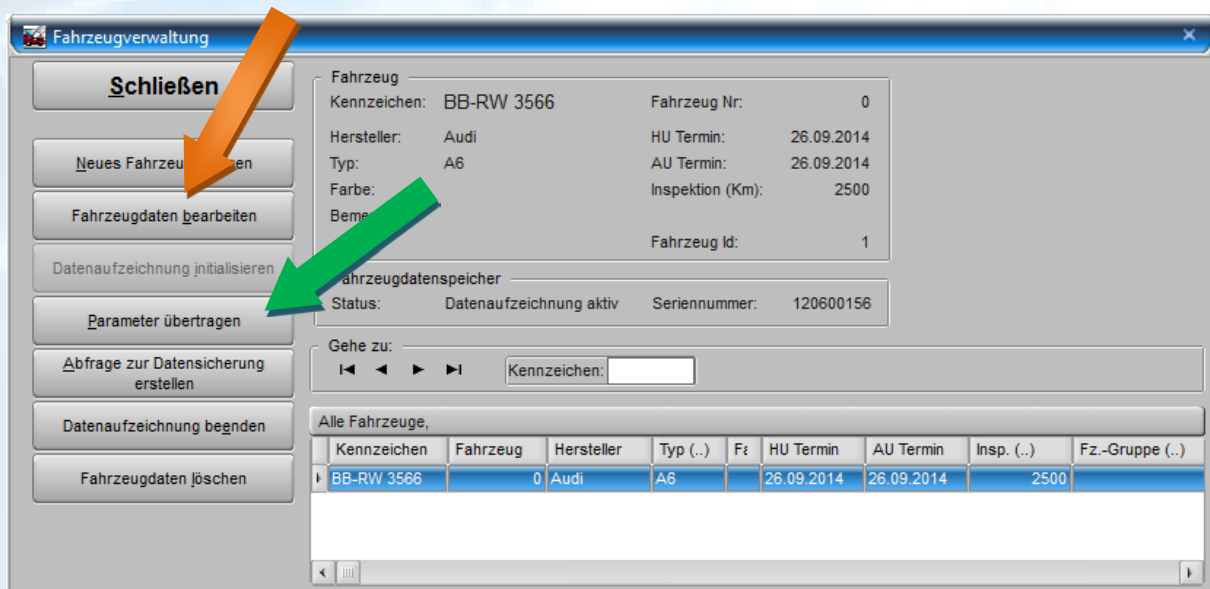 Fahrzeugverwaltung
Schließen
Neues Fahrzeu
Fahrzeugdaten bearbeiten
Datenaufzeichnung initialisieren
Parameter übertragen
Abfrage zur Datensicherung
erstellen
Datenaufzeichnung beenden
Fahrzeugdaten löschen
Fahrzeug
Kennzeichen: BB-RW 3566 Fahrzeug Nr: 0
Hersteller: Audi HU Termin: 26.09.2014
Typ: A6 AU Termin: 26.09.2014
Farbe: Inspektion (Km): 2500
Beme
Fahrzeug Id: 1
Fahrzeugdatenspeicher
Status: Datenaufzeichnung aktiv Seriennummer: 120600156
Gehe zu:
Kennzeichen:
Alle Fahrzeuge,
Kennzeichen Fahrzeug Hersteller Typ (..) Fa HU Termin AU Termin Insp. (..) Fz.-Gruppe (..)
BB-RW 3566 0 Audi A6 26.09.2014 26.09.2014 2500